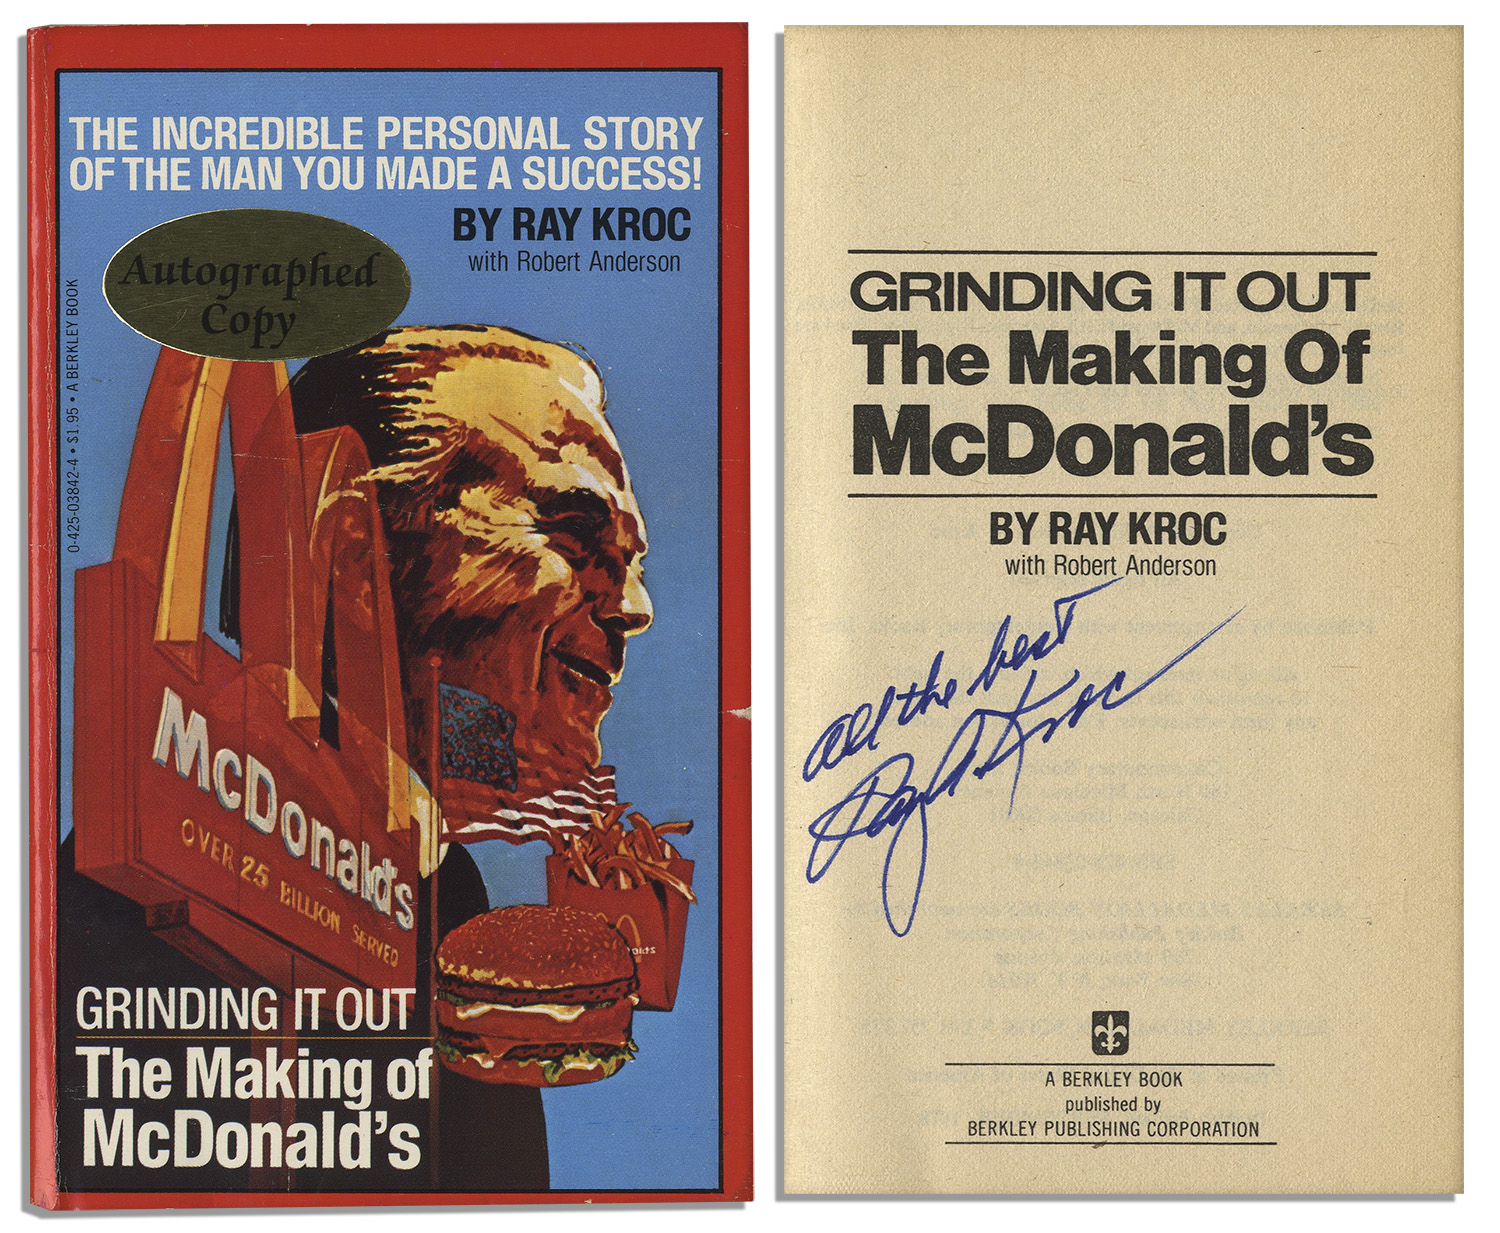 THE INCREDIBLE PERSONAL STORY
OF THE MAN YOU MADE A SUCCESS!
BY RAY KROC
with Robert Anderson
Autographed
Copy
0-425-03842-4 • $1.95 • A BERKLEY BOOK
McDonald's
OVER 25 BILLION SERVED
GRINDING IT OUT
The Making of
McDonald's
GRINDING IT OUT
The Making Of
McDonald's
BY RAY KROC
with Robert Anderson
all the best
Ray A. Kroc
A BERKLEY BOOK
published by
BERKLEY PUBLISHING CORPORATION